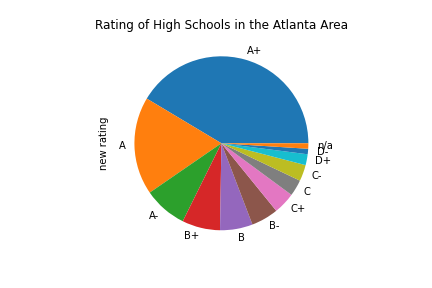 Rating of High Schools in the Atlanta Area
new rating
A+
A
A-
B+
B
B-
C+
C
C-
D+
D-
n/a